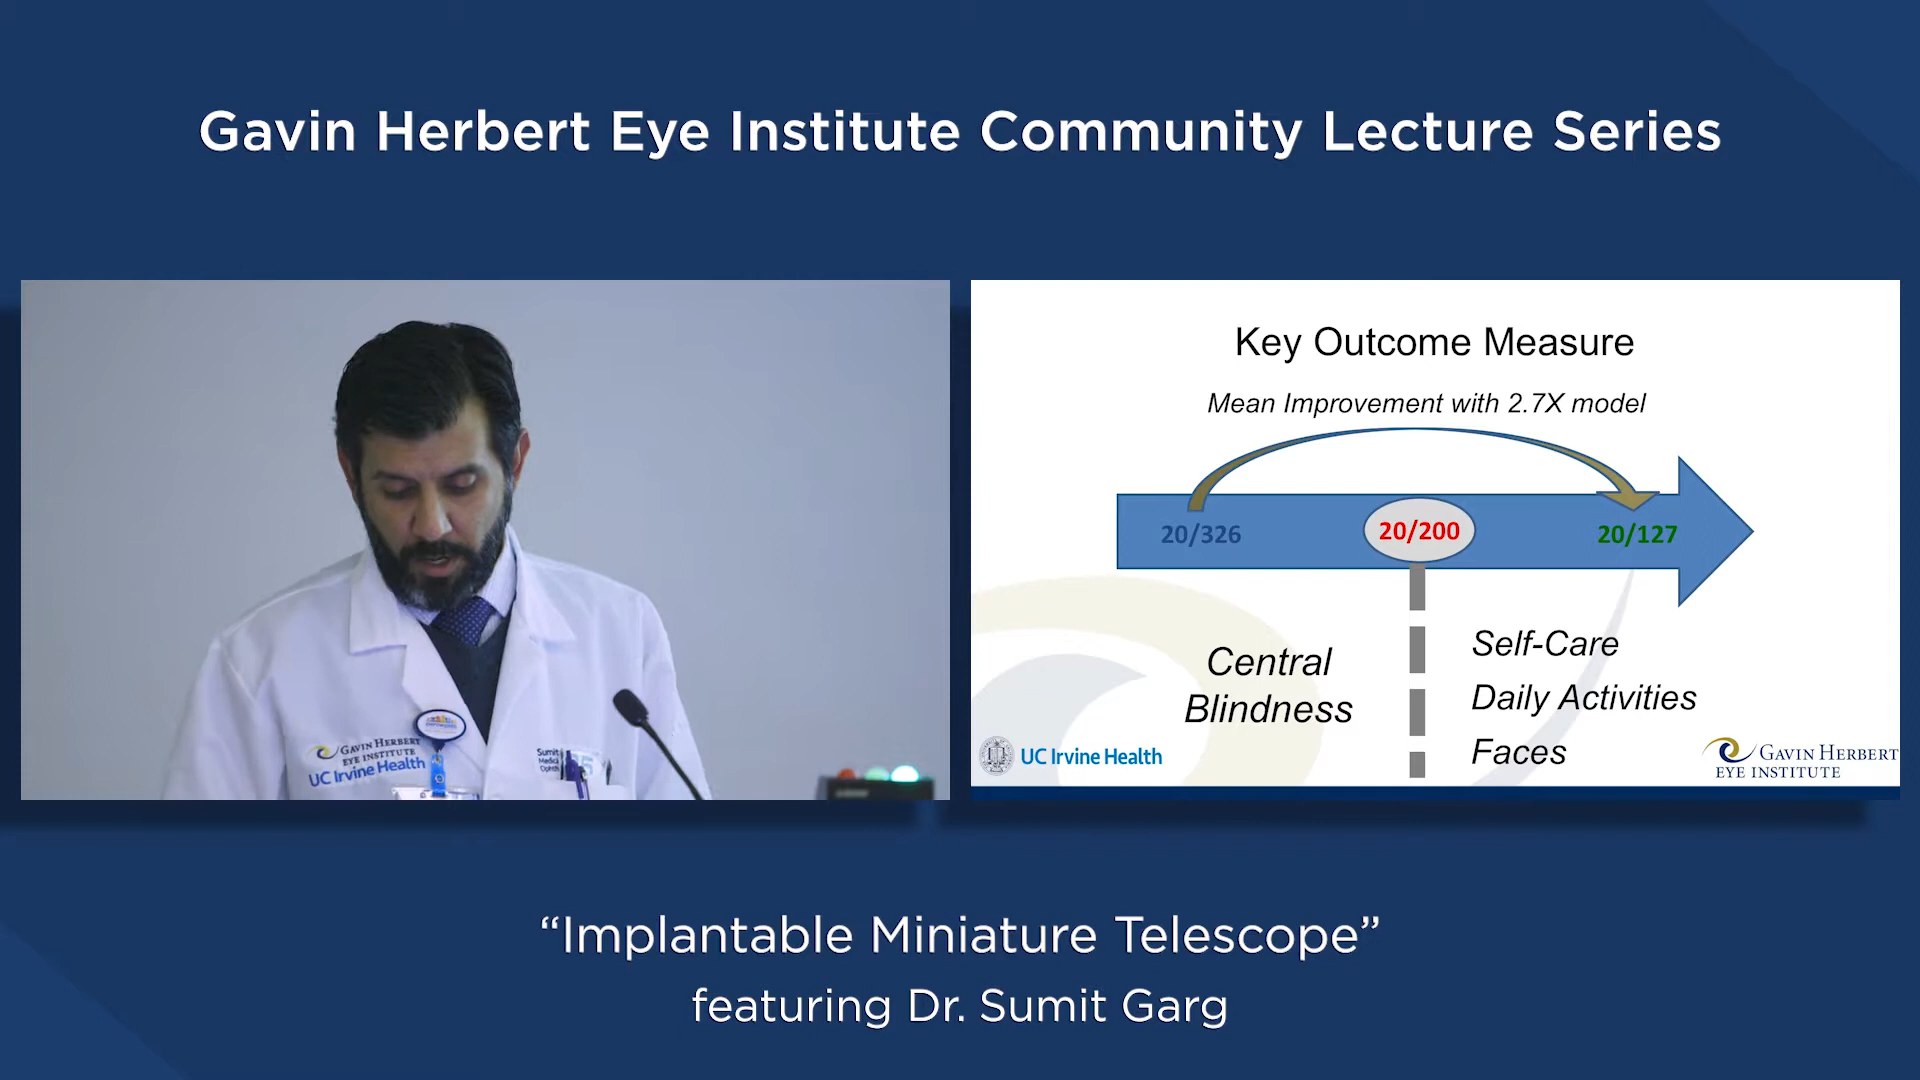 Gavin Herbert Eye Institute Community Lecture Series
GAVIN HERBERT
EYE INSTITUTE
UC Irvine Health
Sumit
Key Outcome Measure
Mean Improvement with 2.7X model
20/326
20/200
20/127
Central
Blindness
Self-Care
Daily Activities
Faces
UC Irvine Health
GAVIN HERBERT
EYE INSTITUTE
“Implantable Miniature Telescope”
featuring Dr. Sumit Garg